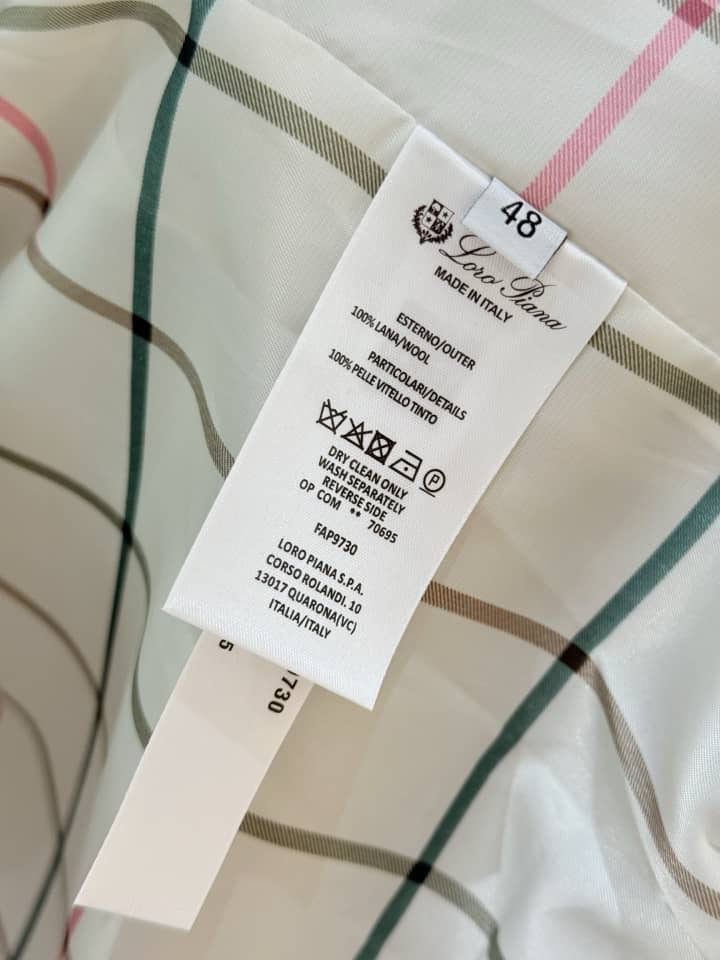 48
Loro Piana
MADE IN ITALY
ESTERNO/OUTER
100% LANA/WOOL
PARTICOLARI/DETAILS
100% PELLE VITELLO TINTO
P
DRY CLEAN ONLY
WASH SEPARATELY
REVERSE SIDE
OP COM ** 70695
FAP9730
LORO PIANA S.P.A.
CORSO ROLANDI. 10
13017 QUARONA(VC)
ITALIA/ITALY
5
9730